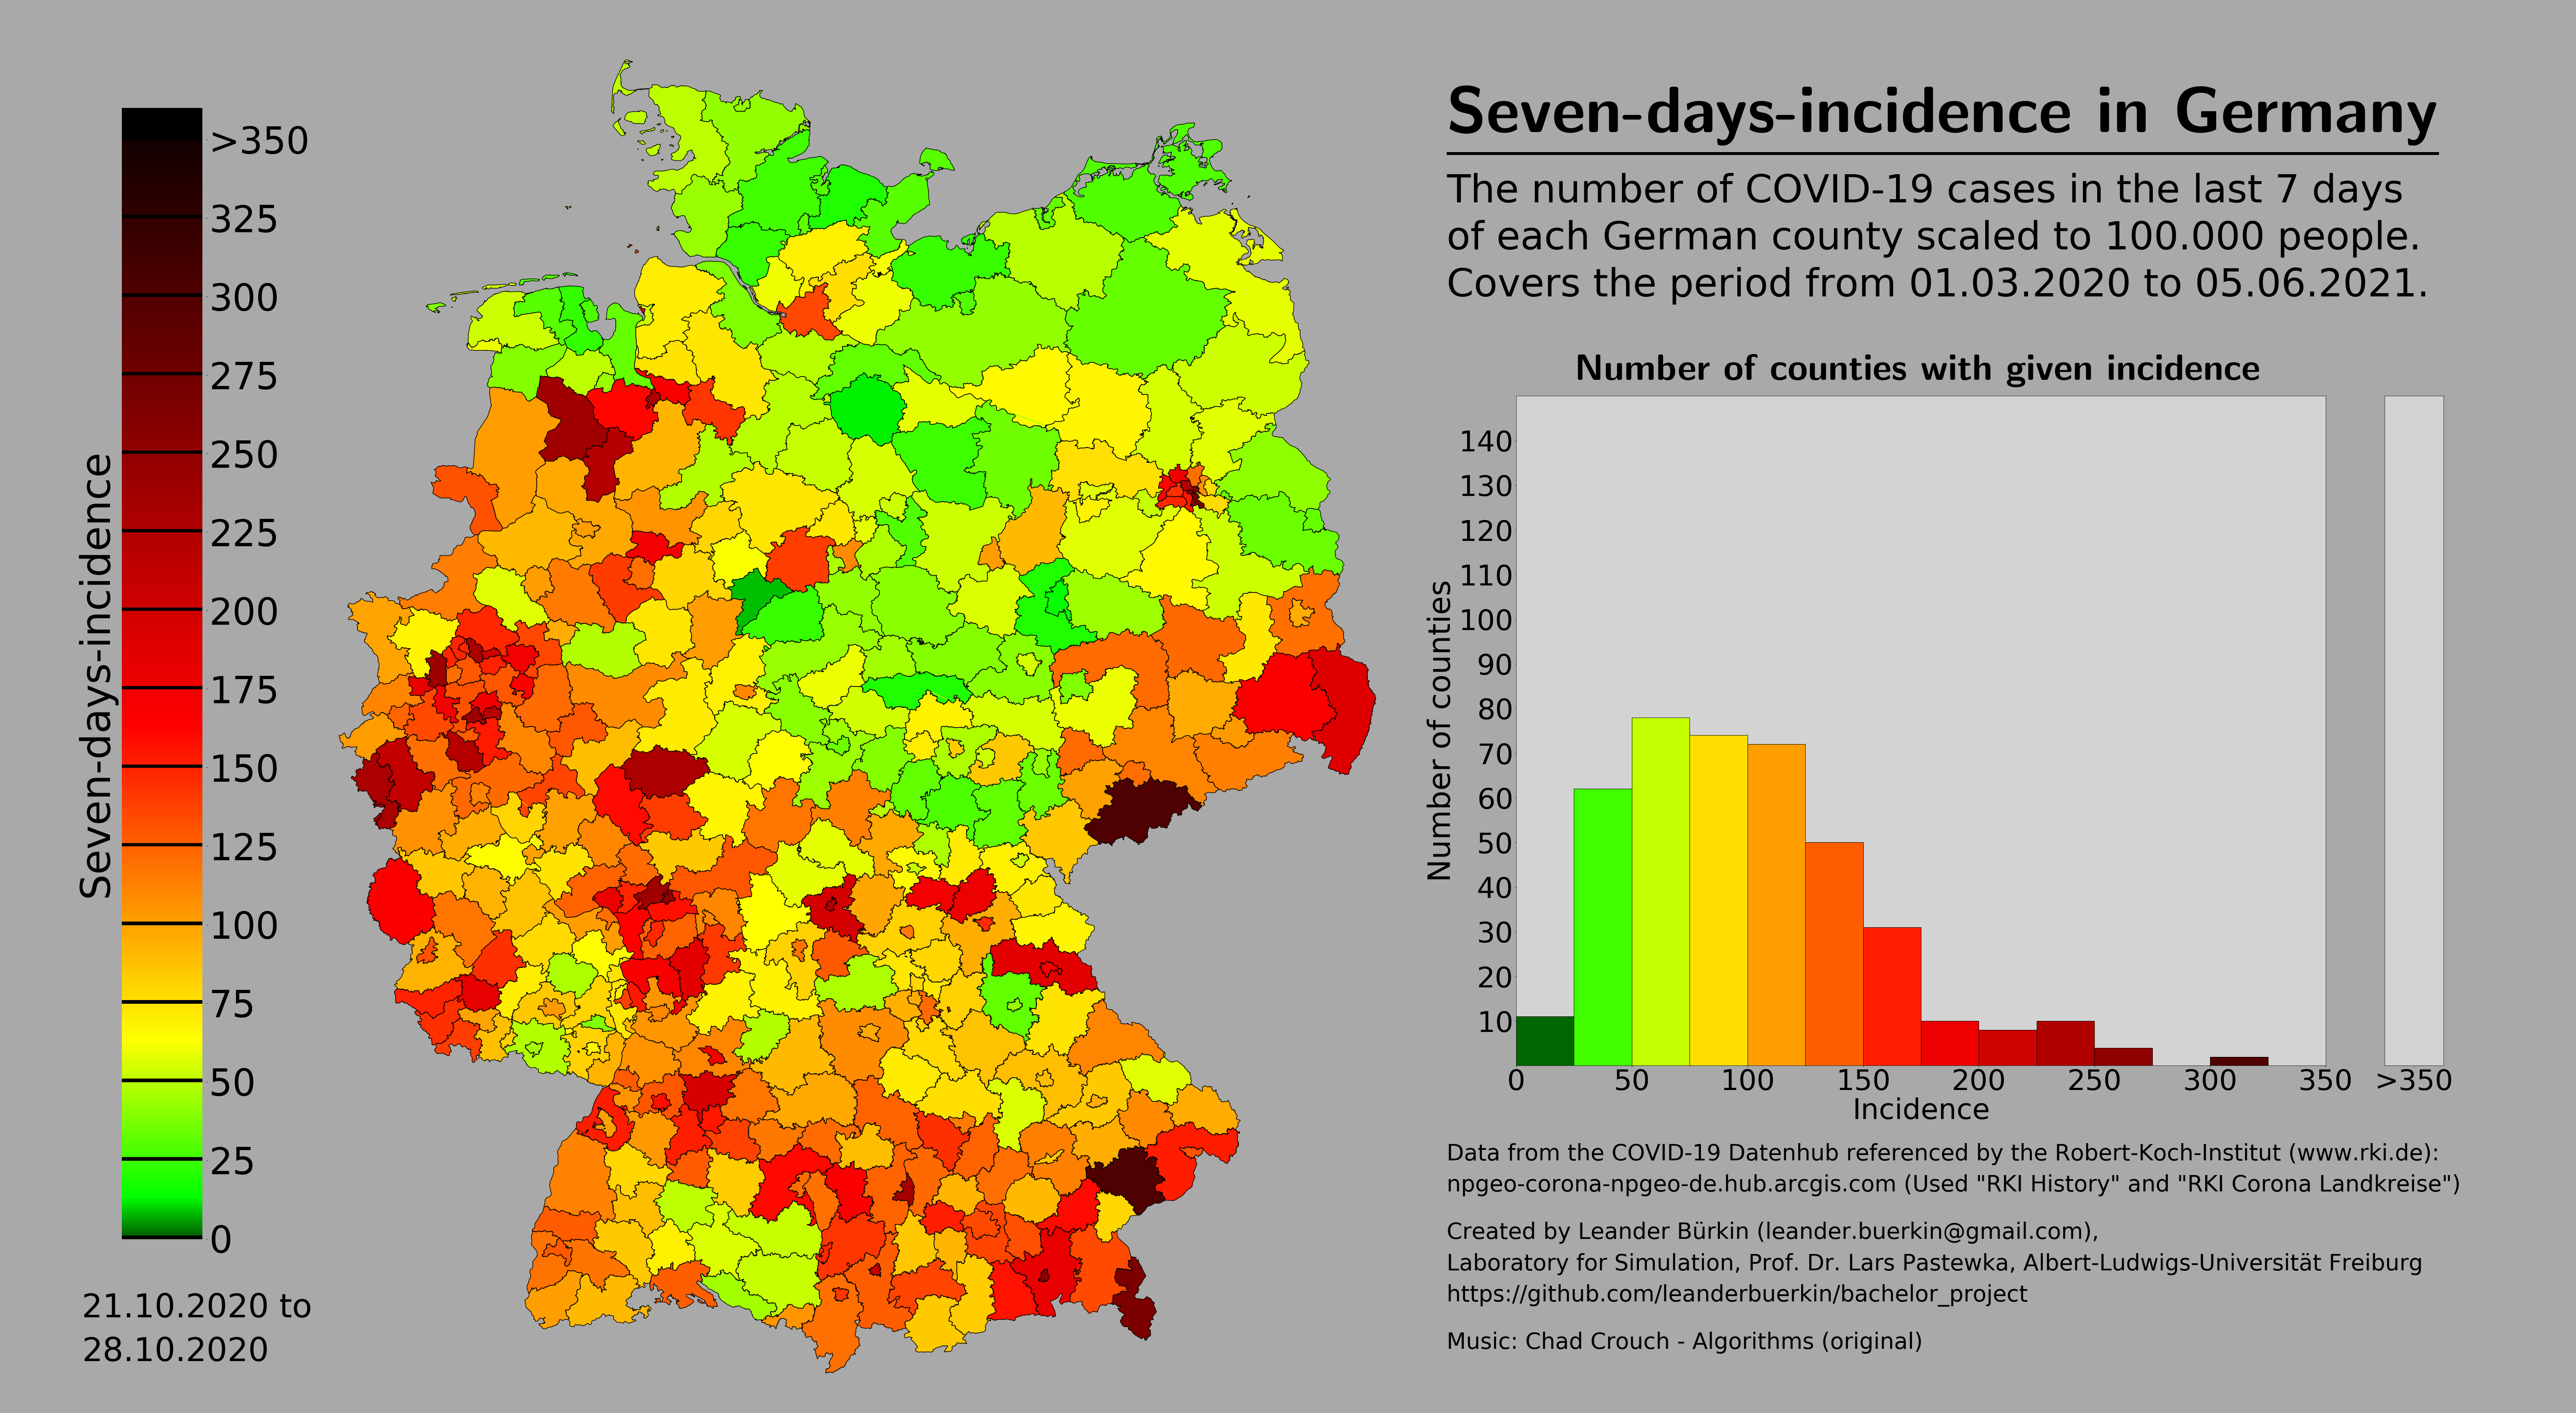 Seven-days-incidence in Germany
The number of COVID-19 cases in the last 7 days
of each German county scaled to 100.000 people.
Covers the period from 01.03.2020 to 05.06.2021.
Seven-days-incidence
>350
325
300
275
250
225
200
175
150
125
100
75
50
25
0
21.10.2020 to
28.10.2020
Number of counties with given incidence
Number of counties
140
130
120
110
100
90
80
70
60
50
40
30
20
10
0 50 100 150 200 250 300 350 >350
Incidence
Data from the COVID-19 Datenhub referenced by the Robert-Koch-Institut (www.rki.de):
npgeo-corona-npgeo-de.hub.arcgis.com (Used "RKI History" and "RKI Corona Landkreise")
Created by Leander Bürkin (leander.buerkin@gmail.com),
Laboratory for Simulation, Prof. Dr. Lars Pastewka, Albert-Ludwigs-Universität Freiburg
https://github.com/leanderbuerkin/bachelor_project
Music: Chad Crouch - Algorithms (original)